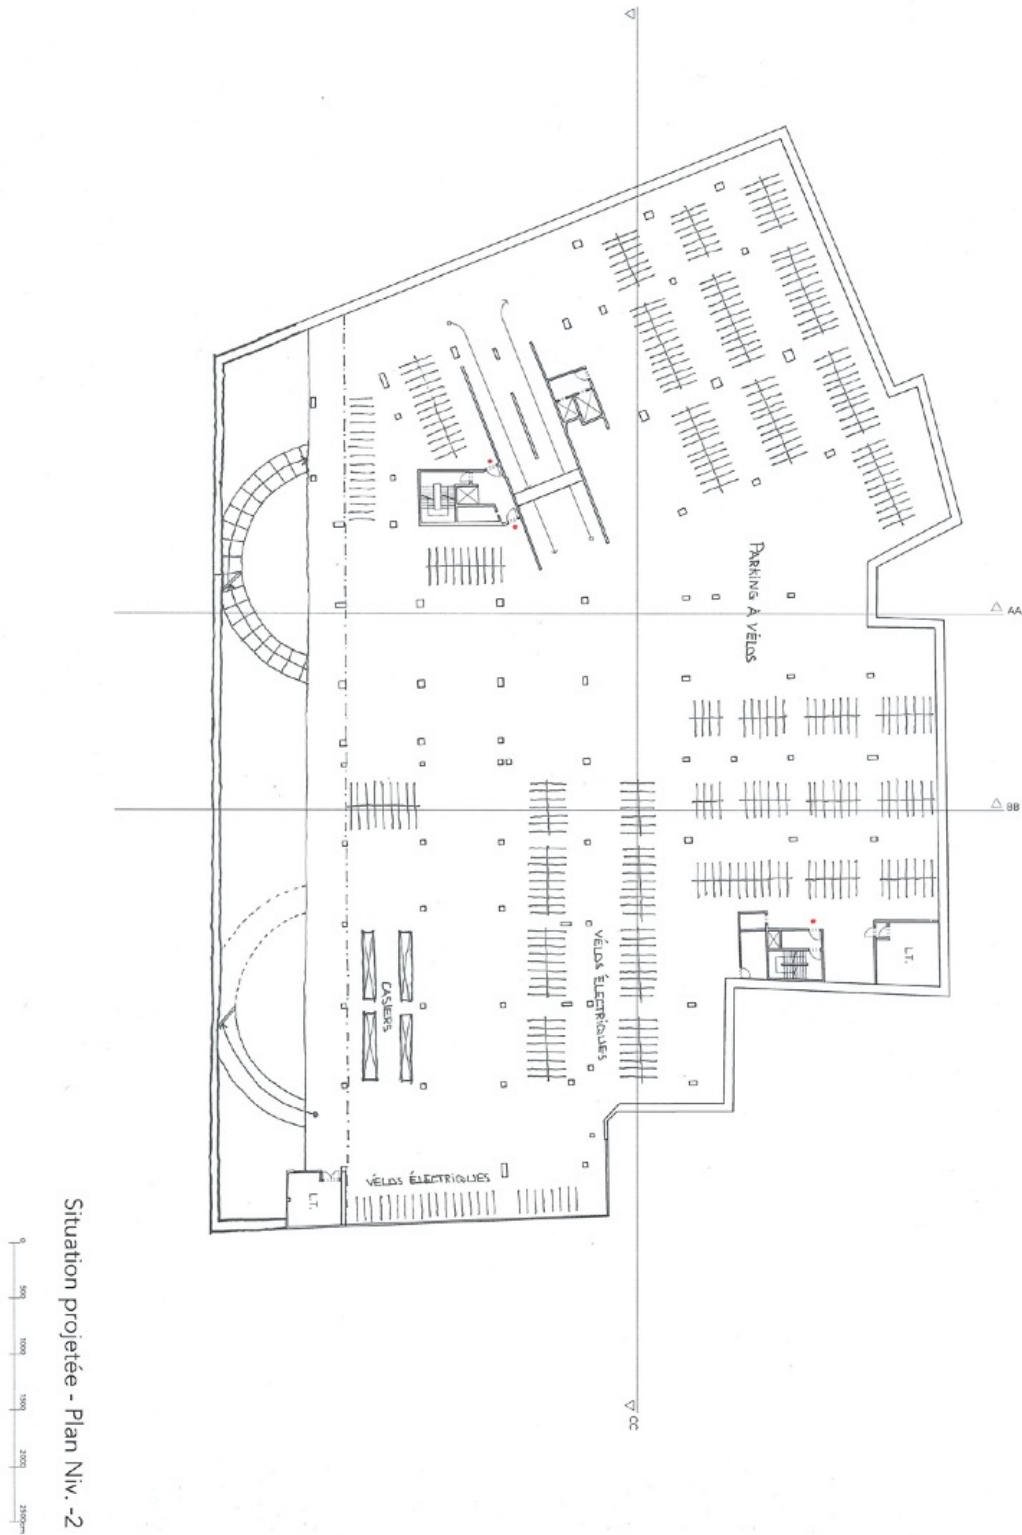 PARKING À VÉLOS
AA
BB
VÉLOS ÉLECTRIQUES
CASIERS
L.T.
VÉLOS ÉLECTRIQUES
L.T.
CC
Situation projetée - Plan Niv. -2
0 500 1000 1500 2000 2500cm